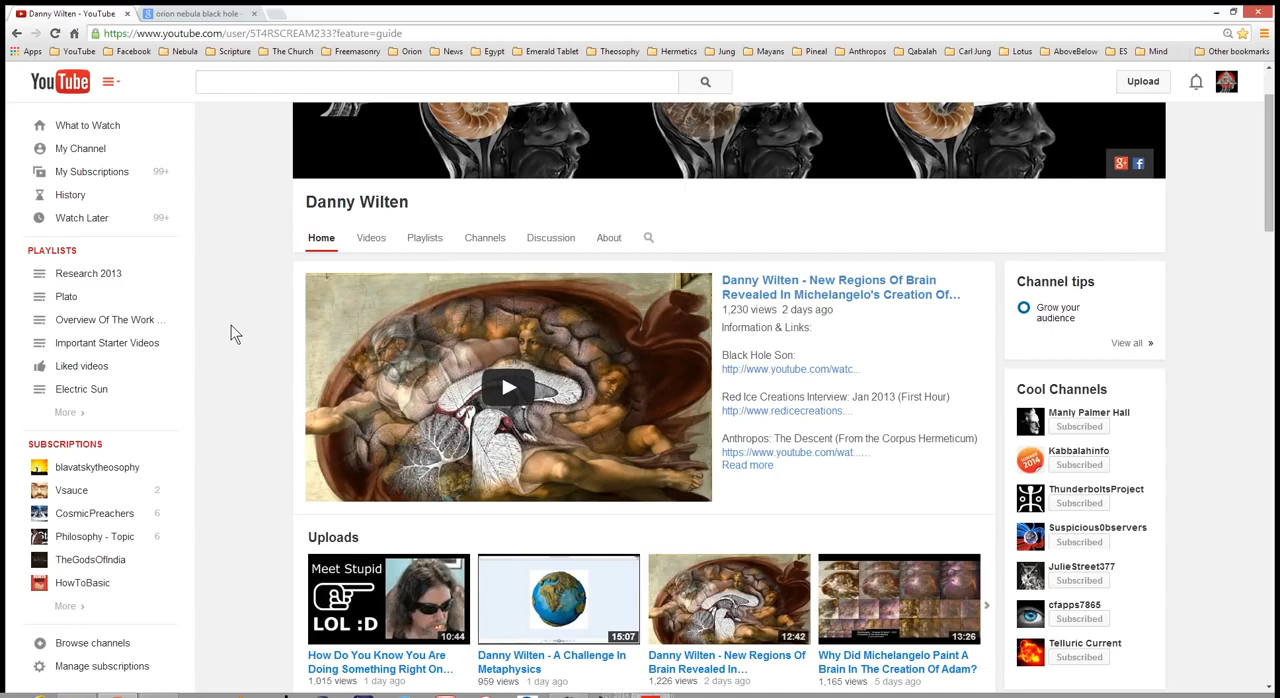 Danny Wilten - YouTube
orion nebula black hole -
https://www.youtube.com/user/5T4RSCREAM233?feature=guide
Apps YouTube Facebook Nebula Scripture The Church Freemasonry Orion News Egypt Emerald Tablet Theosophy Hermetics Jung Mayans Pineal Anthropos Qabalah Carl Jung Lotus AboveBelow ES Mind Other bookmarks
YouTube
Upload
What to Watch
My Channel
My Subscriptions 99+
History
Watch Later 99+
PLAYLISTS
Research 2013
Plato
Overview Of The Work ...
Important Starter Videos
Liked videos
Electric Sun
More ›
SUBSCRIPTIONS
blavatskytheosophy
Vsauce 2
CosmicPreachers 6
Philosophy - Topic 6
TheGodsOfIndia
HowToBasic
More ›
Browse channels
Manage subscriptions
g+ f
Danny Wilten
Home Videos Playlists Channels Discussion About
Danny Wilten - New Regions Of Brain
Revealed In Michelangelo's Creation Of…
1,230 views 2 days ago
Information & Links:
Black Hole Son:
http://www.youtube.com/watc...
Red Ice Creations Interview: Jan 2013 (First Hour)
http://www.redicecreations....
Anthropos: The Descent (From the Corpus Hermeticum)
https://www.youtube.com/wat......
Read more
Uploads
Meet Stupid
LOL :D
10:44
How Do You Know You Are
Doing Something Right On…
1,015 views 1 day ago
15:07
Danny Wilten - A Challenge In
Metaphysics
959 views 1 day ago
12:42
Danny Wilten - New Regions Of
Brain Revealed In…
1,226 views 2 days ago
13:26
Why Did Michelangelo Paint A
Brain In The Creation Of Adam?
1,165 views 5 days ago
Channel tips
Grow your
audience
View all »
Cool Channels
Manly Palmer Hall
Subscribed
Kabbalahinfo
Subscribed
ThunderboltsProject
Subscribed
Suspicious0bservers
Subscribed
JulieStreet377
Subscribed
cfapps7865
Subscribed
Telluric Current
Subscribed